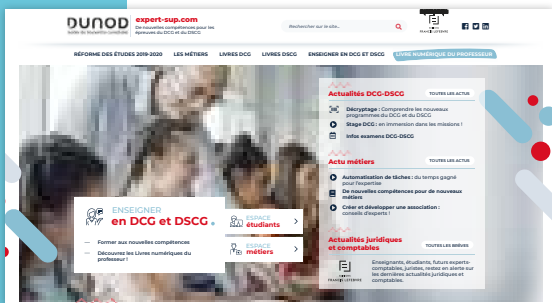 DUNOD
expert-sup.com
De nouvelles compétences pour les
épreuves du DCG et du DSCG
Rechercher sur le site...
FRANCIS LEFEBVRE
RÉFORME DES ÉTUDES 2019-2020 LES MÉTIERS LIVRES DCG LIVRES DSCG ENSEIGNER EN DCG ET DSCG LIVRE NUMÉRIQUE DU PROFESSEUR
Actualités DCG-DSCG TOUTES LES ACTUS
Décryptage : Comprendre les nouveaux
programmes du DCG et du DSCG
Stage DCG : en immersion dans les missions !
Infos examens DCG-DSCG
Actu métiers TOUTES LES ACTUS
Automatisation de tâches : du temps gagné
pour l'expertise
De nouvelles compétences pour de nouveaux
métiers
Créer et développer une association :
conseils d'experts !
ENSEIGNER
en DCG et DSCG.
Former aux nouvelles compétences
Découvrez les Livres numériques du
professeur !
ESPACE
étudiants
ESPACE
métiers
Actualités juridiques
et comptables TOUTES LES BRÈVES
FRANCIS LEFEBVRE
Enseignants, étudiants, futurs experts-
comptables, juristes, restez en alerte sur
les dernières actualités juridiques et
comptables.